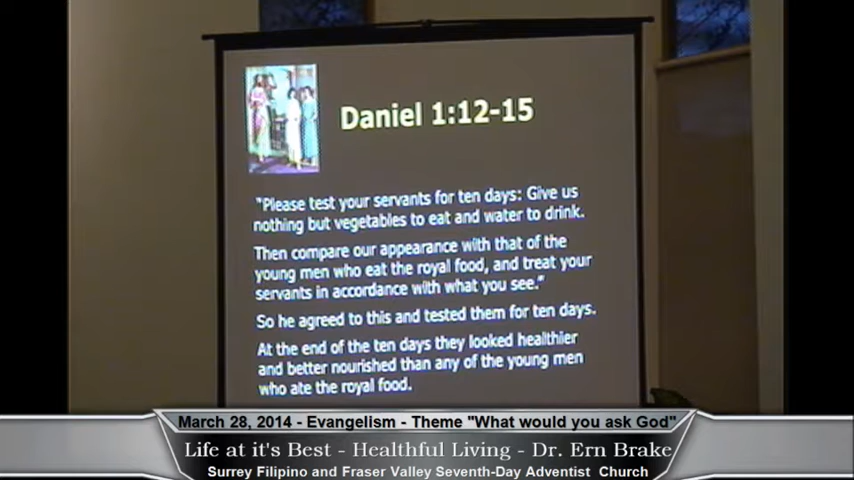 Daniel 1:12-15
"Please test your servants for ten days: Give us
nothing but vegetables to eat and water to drink.
Then compare our appearance with that of the
young men who eat the royal food, and treat your
servants in accordance with what you see."
So he agreed to this and tested them for ten days.
At the end of the ten days they looked healthier
and better nourished than any of the young men
who ate the royal food.
March 28, 2014 - Evangelism - Theme "What would you ask God"
Life at it's Best - Healthful Living - Dr. Ern Brake
Surrey Filipino and Fraser Valley Seventh-Day Adventist Church